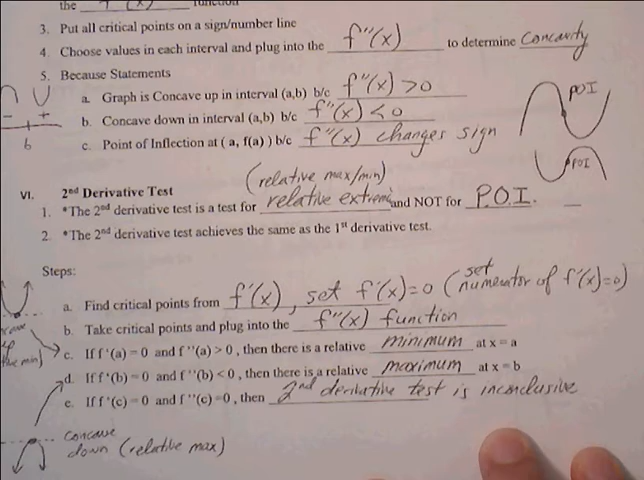 the f'(x) function
3. Put all critical points on a sign/number line
4. Choose values in each interval and plug into the f''(x) to determine concavity
5. Because Statements
a. Graph is Concave up in interval (a,b) b/c f''(x) > 0
b. Concave down in interval (a,b) b/c f''(x) < 0
c. Point of Inflection at ( a, f(a) ) b/c f''(x) changes sign
- +
b
POI
POI
(relative max/min)
VI. 2nd Derivative Test
1. *The 2nd derivative test is a test for relative extreme and NOT for P.O.I.
2. *The 2nd derivative test achieves the same as the 1st derivative test.
Steps:
a. Find critical points from f'(x), set f'(x)=0 (set numerator of f'(x)=0)
b. Take critical points and plug into the f''(x) function
c. If f '(a) = 0 and f ''(a) > 0 , then there is a relative minimum at x = a
d. If f '(b) = 0 and f ''(b) < 0 , then there is a relative maximum at x = b
e. If f '(c) = 0 and f ''(c) = 0 , then 2nd derivative test is inconclusive
min)
concave
down (relative max)